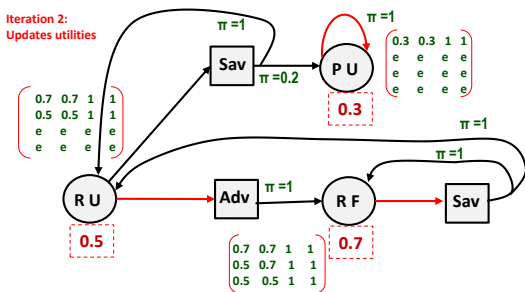 Iteration 2:
Updates utilities
π =1
π =1
Sav
π =0.2
P U
0.3 0.3 1 1
e e e e
e e e e
e e e e
0.3
0.7 0.7 1 1
0.5 0.5 1 1
e e e e
e e e e
π =1
π =1
R U
Adv
π =1
R F
Sav
0.5
0.7
0.7 0.7 1 1
0.5 0.7 1 1
0.5 0.5 1 1